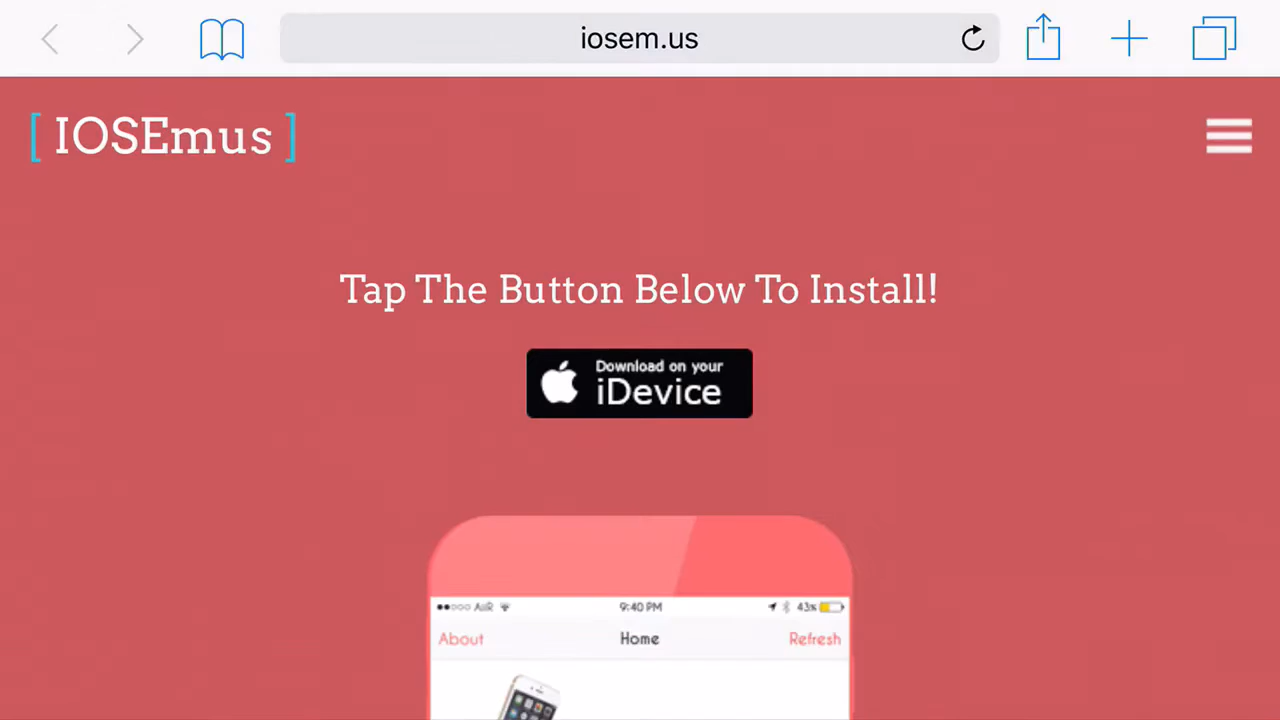 iosem.us
[ IOSEmus ]
Tap The Button Below To Install!
Download on your
iDevice
AiiR 9:40 PM 43%
About Home Refresh